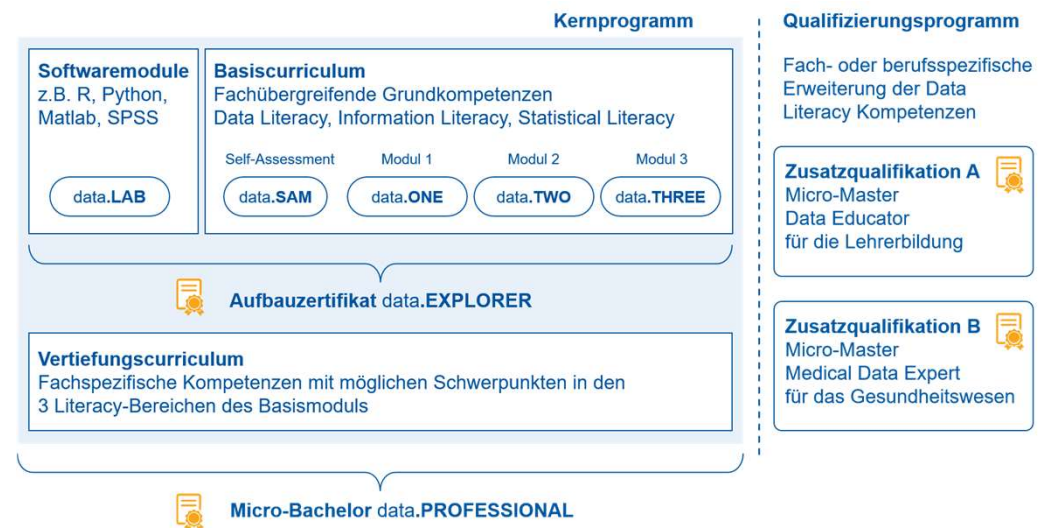 Kernprogramm
Softwaremodule
z.B. R, Python,
Matlab, SPSS
data.LAB
Basiscurriculum
Fachübergreifende Grundkompetenzen
Data Literacy, Information Literacy, Statistical Literacy
Self-Assessment
Modul 1
Modul 2
Modul 3
data.SAM
data.ONE
data.TWO
data.THREE
Aufbauzertifikat data.EXPLORER
Vertiefungscurriculum
Fachspezifische Kompetenzen mit möglichen Schwerpunkten in den
3 Literacy-Bereichen des Basismoduls
Micro-Bachelor data.PROFESSIONAL
Qualifizierungsprogramm
Fach- oder berufsspezifische
Erweiterung der Data
Literacy Kompetenzen
Zusatzqualifikation A
Micro-Master
Data Educator
für die Lehrerbildung
Zusatzqualifikation B
Micro-Master
Medical Data Expert
für das Gesundheitswesen